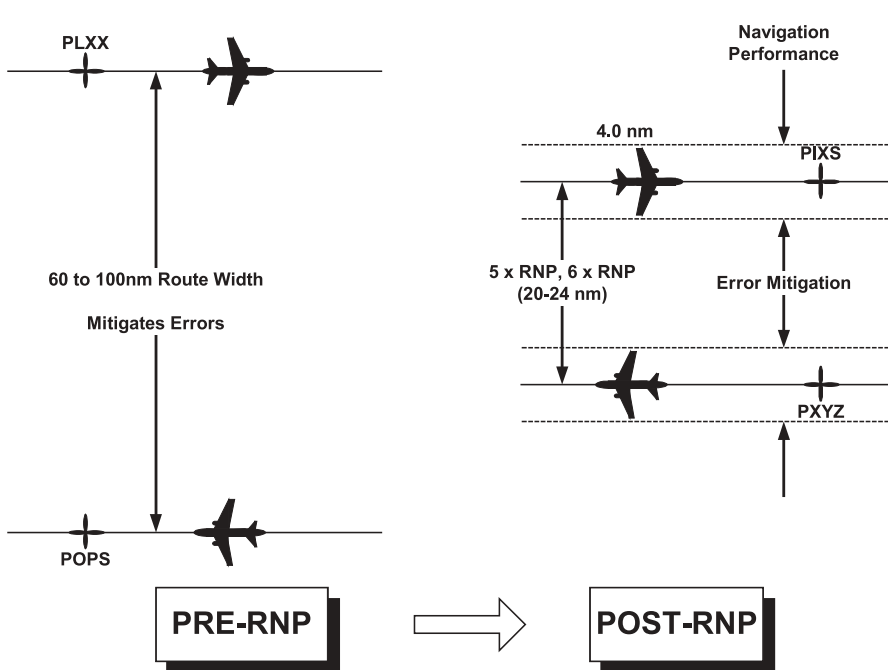 PLXX
60 to 100nm Route Width
Mitigates Errors
POPS
PRE-RNP
Navigation
Performance
4.0 nm
PIXS
5 x RNP, 6 x RNP
(20-24 nm)
Error Mitigation
PXYZ
POST-RNP